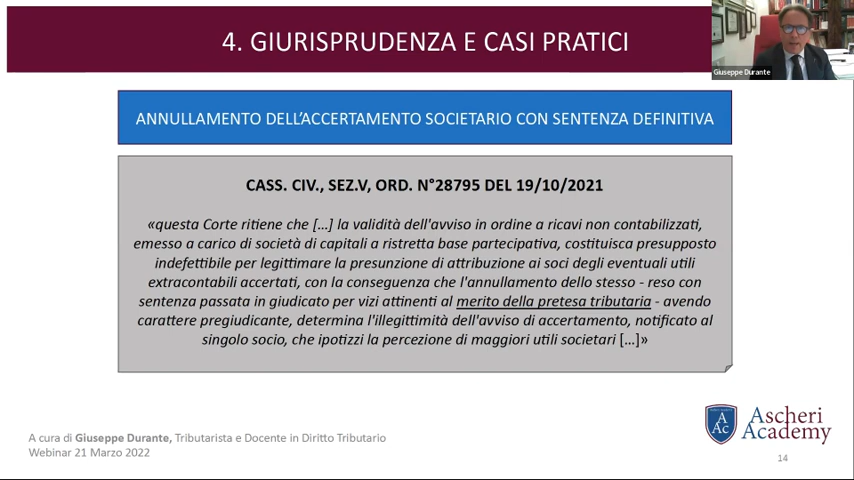 4. GIURISPRUDENZA E CASI PRATICI
Giuseppe Durante
ANNULLAMENTO DELL'ACCERTAMENTO SOCIETARIO CON SENTENZA DEFINITIVA
CASS. CIV., SEZ.V, ORD. N°28795 DEL 19/10/2021
«questa Corte ritiene che [...] la validità dell'avviso in ordine a ricavi non contabilizzati,
emesso a carico di società di capitali a ristretta base partecipativa, costituisca presupposto
indefettibile per legittimare la presunzione di attribuzione ai soci degli eventuali utili
extracontabili accertati, con la conseguenza che l'annullamento dello stesso - reso con
sentenza passata in giudicato per vizi attinenti al merito della pretesa tributaria - avendo
carattere pregiudicante, determina l'illegittimità dell'avviso di accertamento, notificato al
singolo socio, che ipotizzi la percezione di maggiori utili societari [...]»
A cura di Giuseppe Durante, Tributarista e Docente in Diritto Tributario
Webinar 21 Marzo 2022
A
Ac
Ascheri
Academy
14